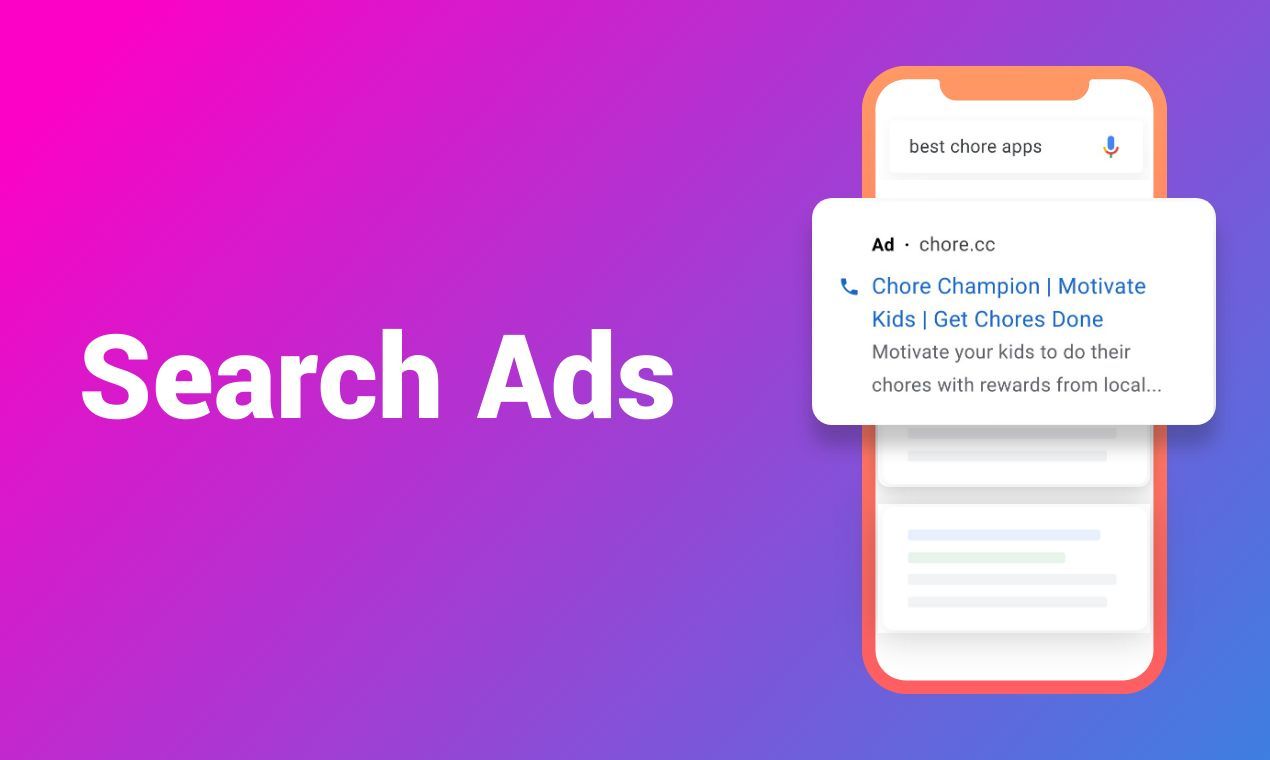 Search Ads
best chore apps
Ad · chore.cc
Chore Champion | Motivate
Kids | Get Chores Done
Motivate your kids to do their
chores with rewards from local...